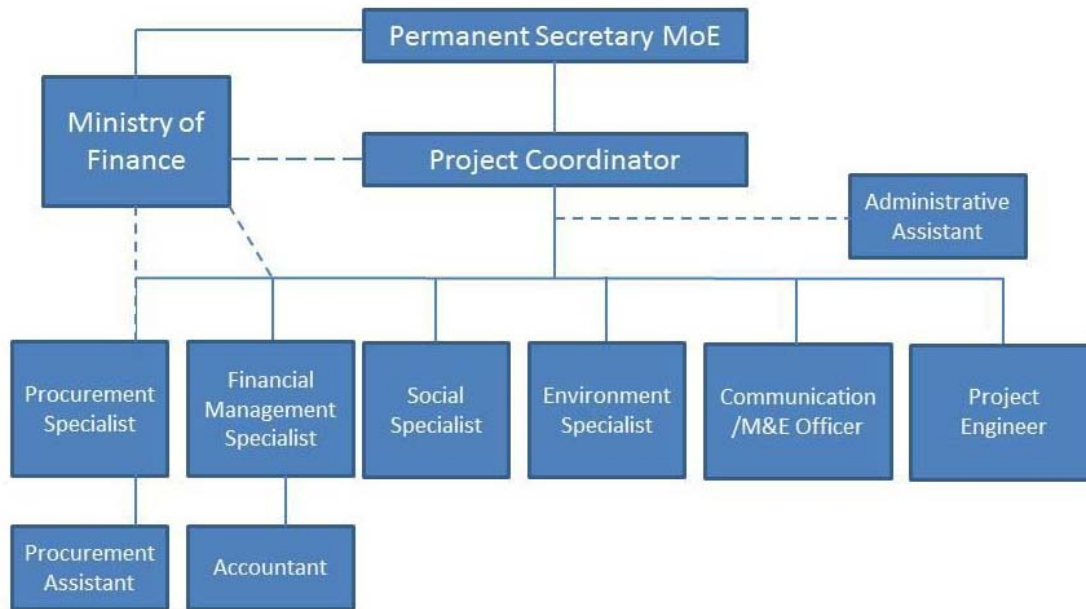 Permanent Secretary MoE
Ministry of
Finance
Project Coordinator
Administrative
Assistant
Procurement
Specialist
Financial
Management
Specialist
Social
Specialist
Environment
Specialist
Communication
/M&E Officer
Project
Engineer
Procurement
Assistant
Accountant